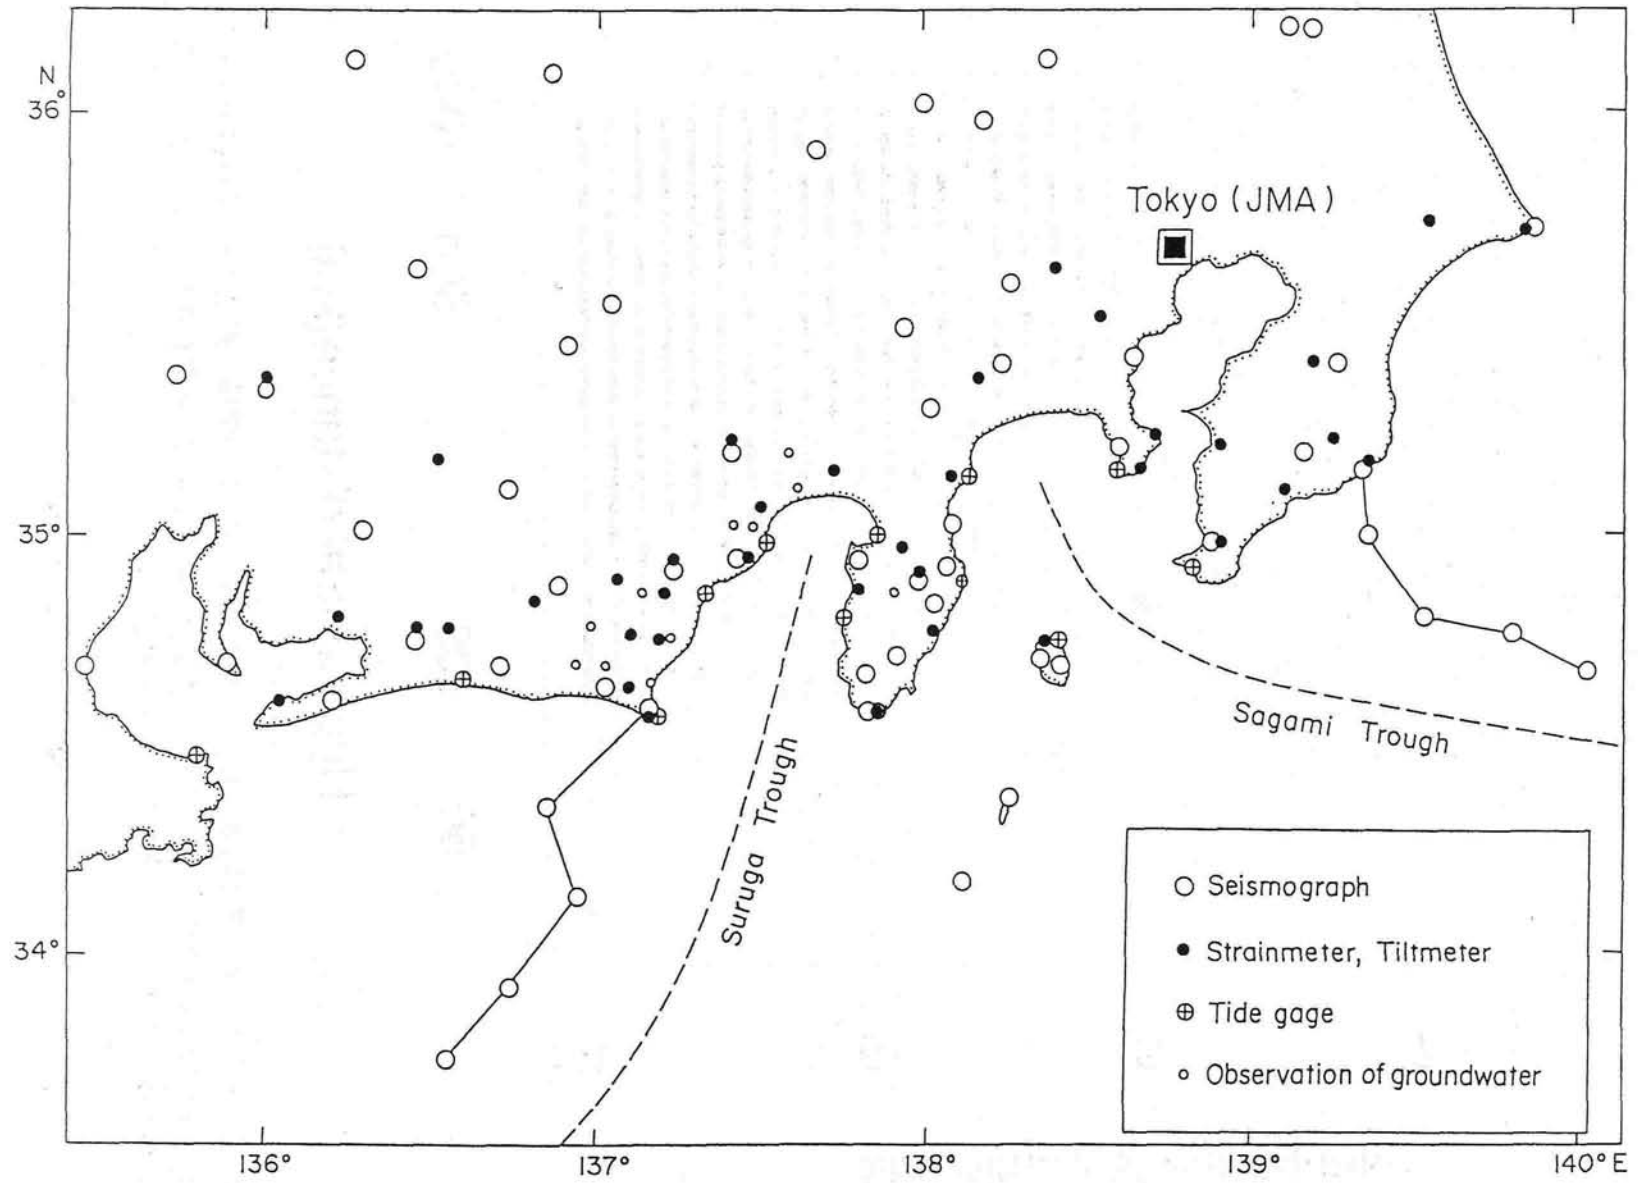 N
36°
Tokyo (JMA)
35°
Sagami Trough
Suruga Trough
34°
Seismograph
Strainmeter, Tiltmeter
Tide gage
Observation of groundwater
136°
137°
138°
139°
140°E